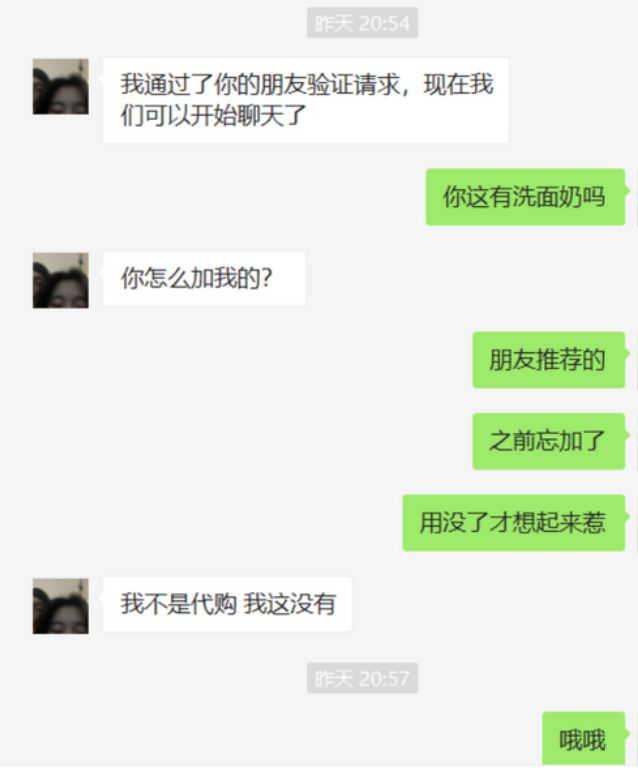 昨天 20:54
我通过了你的朋友验证请求，现在我
们可以开始聊天了
你这有洗面奶吗
你怎么加我的？
朋友推荐的
之前忘加了
用没了才想起来惹
我不是代购 我这没有
昨天 20:57
哦哦